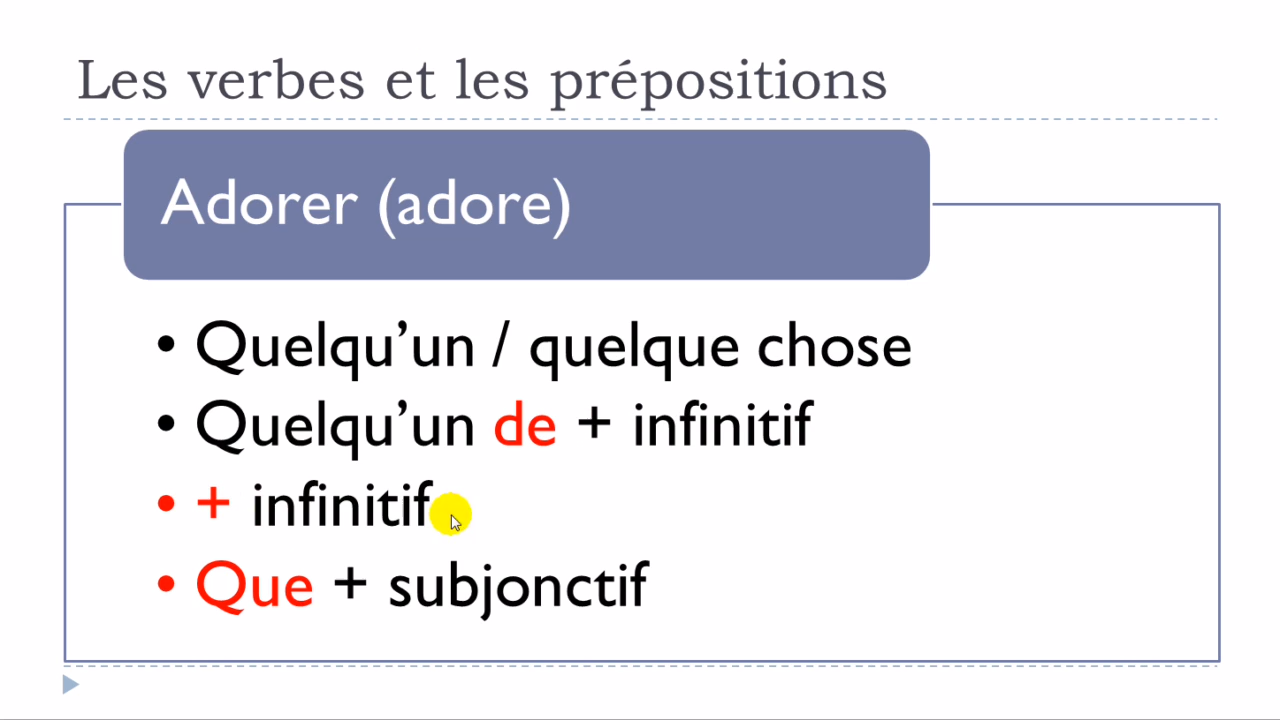 Les verbes et les prépositions
Adorer (adore)
• Quelqu’un / quelque chose
• Quelqu’un de + infinitif
• + infinitif
• Que + subjonctif